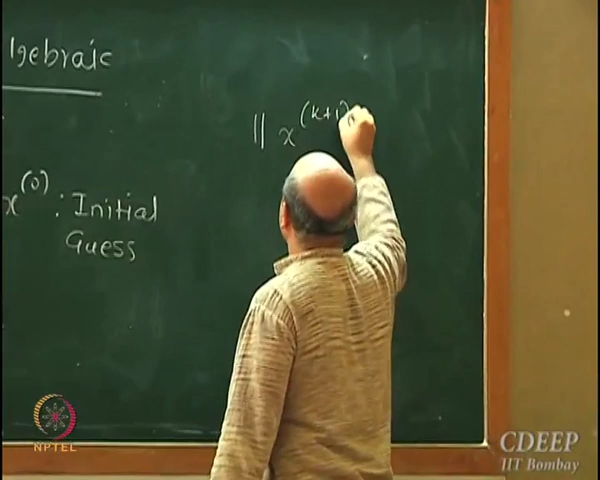 lgebraic
|| x^(k+1)
x^(0) : Initial
Guess
NPTEL
CDEEP
IIT Bombay